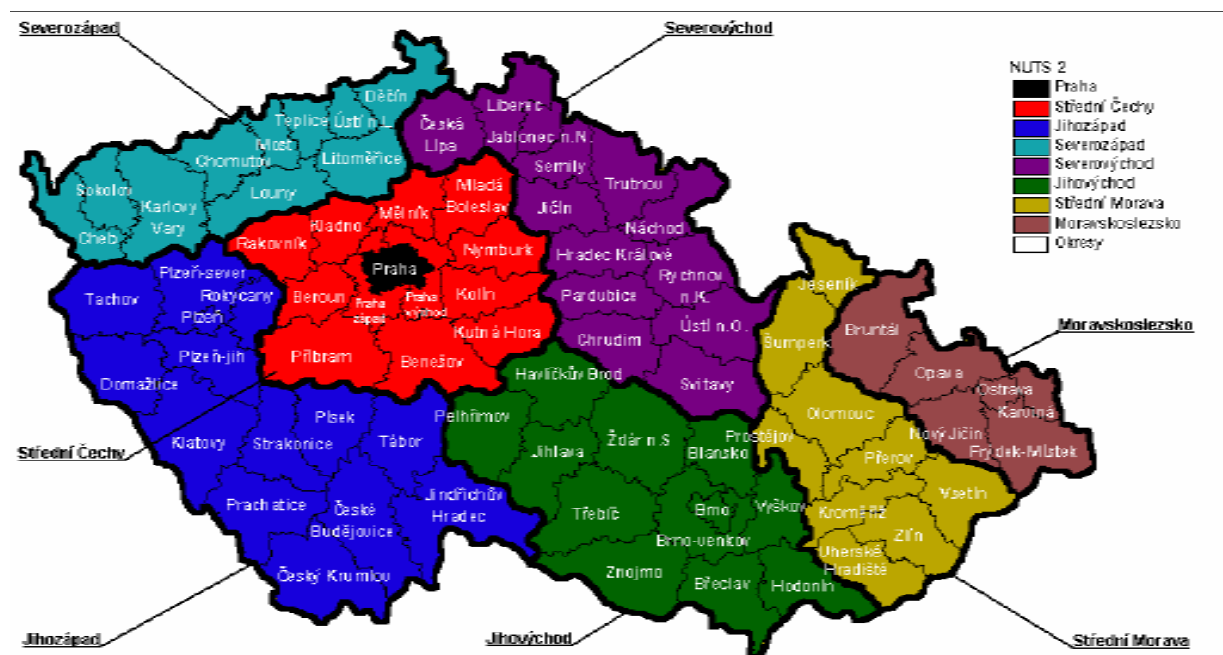 Severozápad
Severovýchod
NUTS 2
Praha
Střední Čechy
Jihozápad
Severozápad
Severovýchod
Jihovýchod
Střední Morava
Moravskoslezsko
Okresy
Děčín
Teplice
Ústí n.L.
Most
Chomutov
Litoměřice
Louny
Sokolov
Karlovy
Vary
Cheb
Česká
Lípa
Liberec
Jablonec n.N.
Semily
Trutnov
Jičín
Náchod
Hradec Králové
Rychnov
n.K.
Pardubice
Ústí n.O.
Chrudim
Svitavy
Mladá
Boleslav
Mělník
Kladno
Rakovník
Nymburk
Praha
Beroun
Praha
západ
Praha
východ
Kolín
Kutná Hora
Příbram
Benešov
Plzeň-sever
Tachov
Rokycany
Plzeň
Plzeň-jih
Domažlice
Klatovy
Písek
Strakonice
Tábor
Prachatice
České
Budějovice
Jindřichův
Hradec
Český Krumlov
Havlíčkův Brod
Pelhřimov
Jihlava
Žďár n.S
Blansko
Třebíč
Brno
Vyškov
Brno-venkov
Znojmo
Břeclav
Hodonín
Jeseník
Šumperk
Olomouc
Prostějov
Přerov
Kroměříž
Vsetín
Zlín
Uherské
Hradiště
Bruntál
Opava
Ostrava
Karviná
Nový Jičín
Frýdek-Místek
Moravskoslezsko
Střední Čechy
Jihozápad
Jihovýchod
Střední Morava